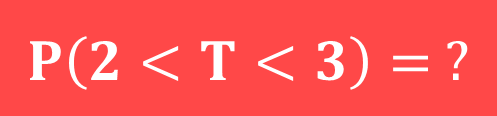 P(2 < T < 3) = ?